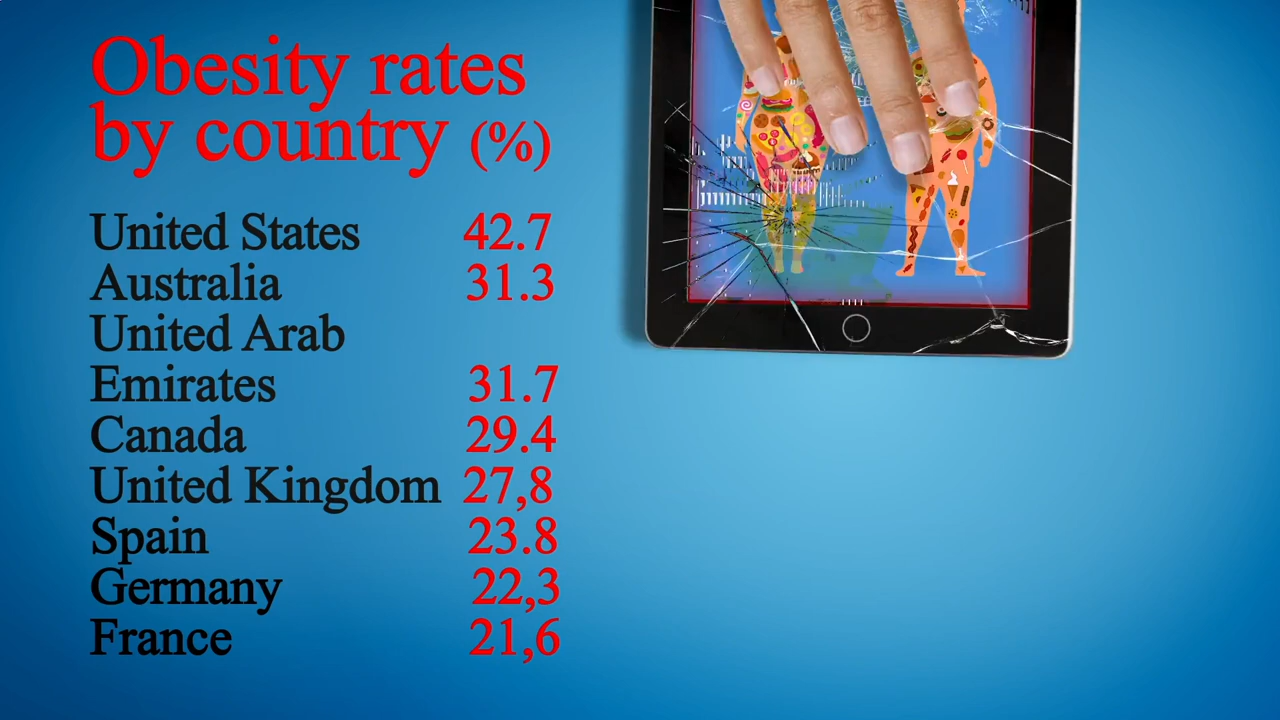 Obesity rates
by country (%)
United States 42.7
Australia 31.3
United Arab
Emirates 31.7
Canada 29.4
United Kingdom 27,8
Spain 23.8
Germany 22,3
France 21,6